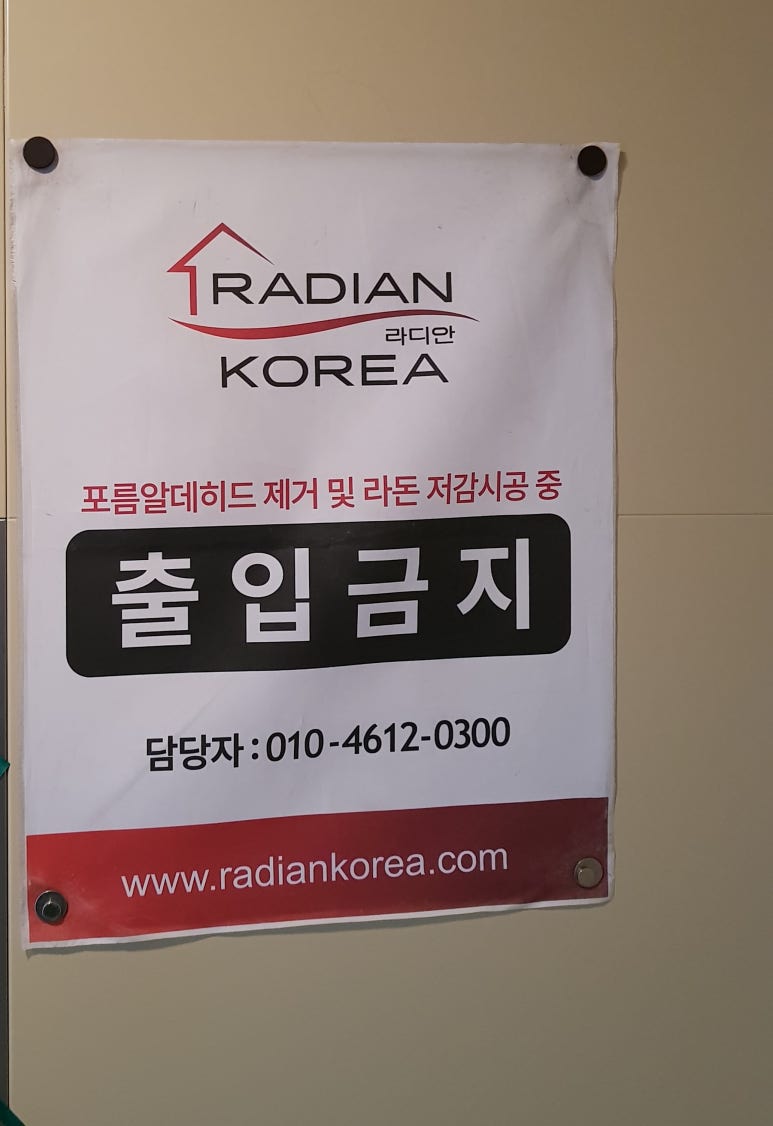 RADIAN
라디안
KOREA
포름알데히드 제거 및 라돈 저감시공 중
출입금지
담당자 : 010-4612-0300
www.radiankorea.com